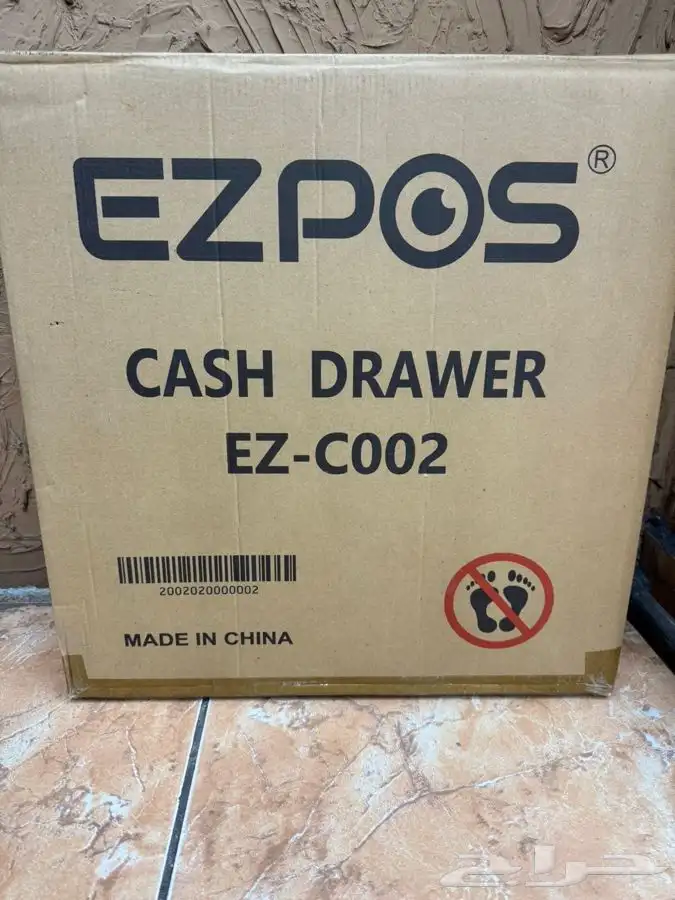 EZPOS®
CASH DRAWER
EZ-C002
2002020000002
MADE IN CHINA
حراج